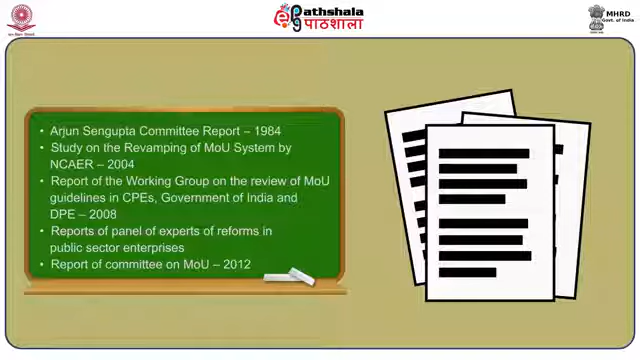 Pathshala
पाठशाला
MHRD
Govt. of India
• Arjun Sengupta Committee Report – 1984
• Study on the Revamping of MoU System by
NCAER – 2004
• Report of the Working Group on the review of MoU
guidelines in CPEs, Government of India and
DPE – 2008
• Reports of panel of experts of reforms in
public sector enterprises
• Report of committee on MoU – 2012